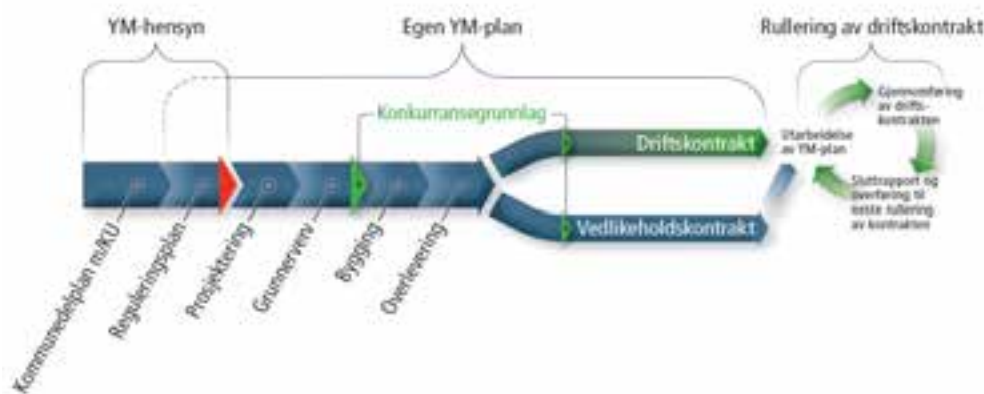 YM-hensyn
Egen YM-plan
Rullering av driftskontrakt
Konkurransegrunnlag
Gjennomføring
av drifts-
kontrakten
Driftskontrakt
Utarbeidelse
av YM-plan
Sluttrapport og
overføring til
neste rullering
av kontrakten
Vedlikeholdskontrakt
Kommunedelplan m/KU
Reguleringsplan
Prosjektering
Grunnerverv
Bygging
Overlevering